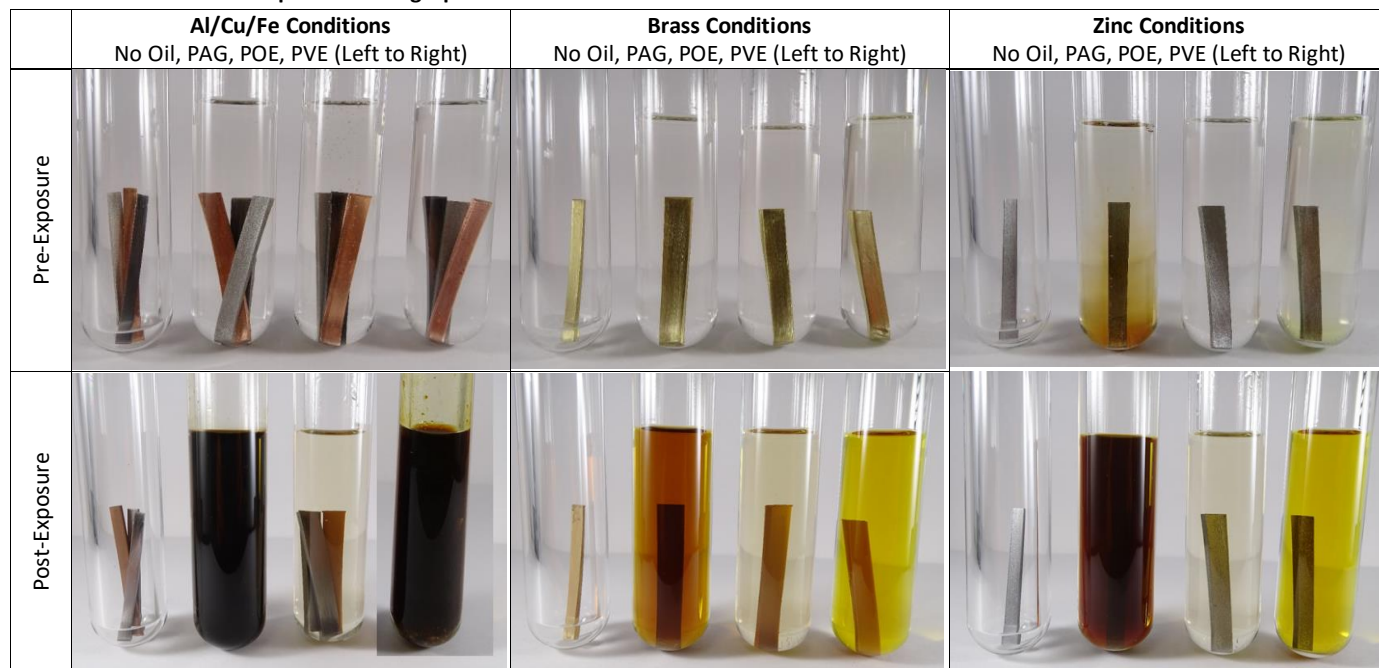 Al/Cu/Fe Conditions
No Oil, PAG, POE, PVE (Left to Right)
Brass Conditions
No Oil, PAG, POE, PVE (Left to Right)
Zinc Conditions
No Oil, PAG, POE, PVE (Left to Right)
Pre-Exposure
Post-Exposure